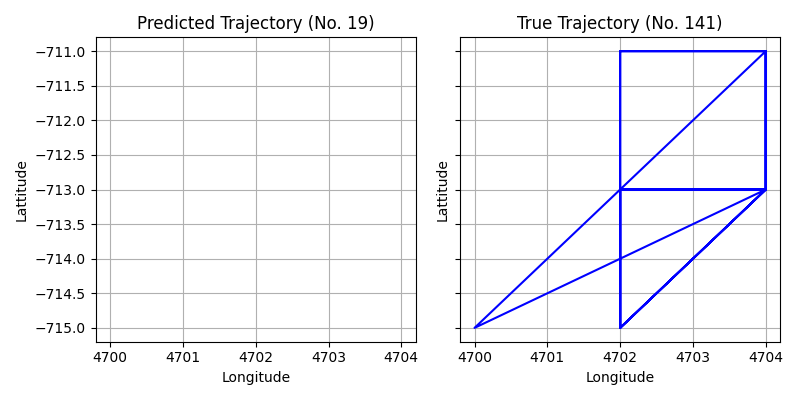 Predicted Trajectory (No. 19)
True Trajectory (No. 141)
Lattitude
−711.0
−711.5
−712.0
−712.5
−713.0
−713.5
−714.0
−714.5
−715.0
4700 4701 4702 4703 4704
Longitude
Lattitude
4700 4701 4702 4703 4704
Longitude